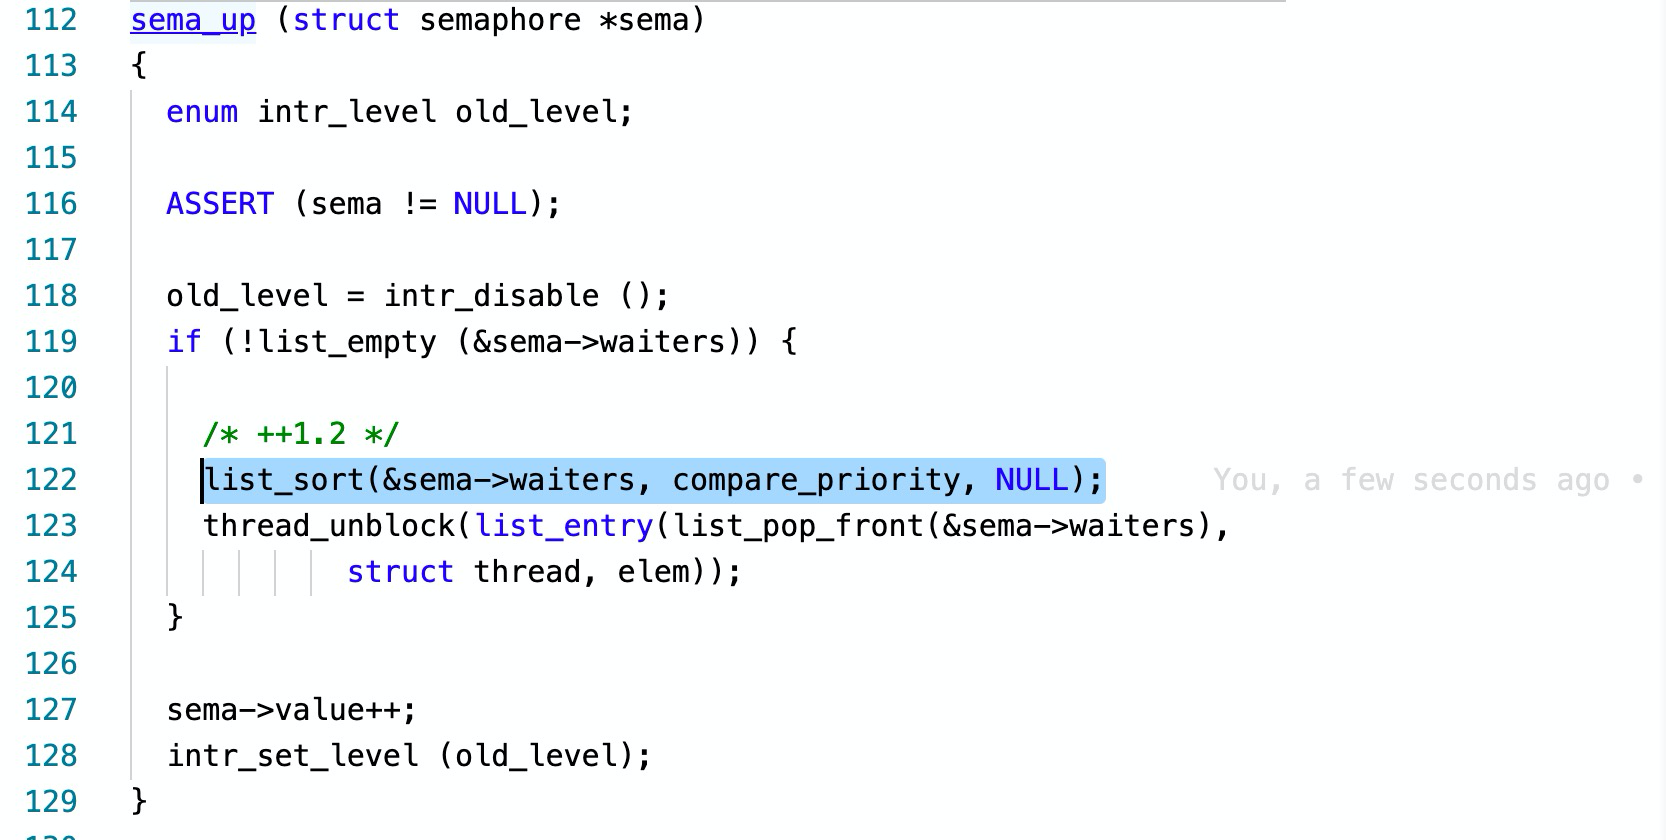 112 sema_up (struct semaphore *sema)
113 {
114 enum intr_level old_level;
115
116 ASSERT (sema != NULL);
117
118 old_level = intr_disable ();
119 if (!list_empty (&sema->waiters)) {
120
121 /* ++1.2 */
122 list_sort(&sema->waiters, compare_priority, NULL); You, a few seconds ago •
123 thread_unblock(list_entry(list_pop_front(&sema->waiters),
124 struct thread, elem));
125 }
126
127 sema->value++;
128 intr_set_level (old_level);
129 }